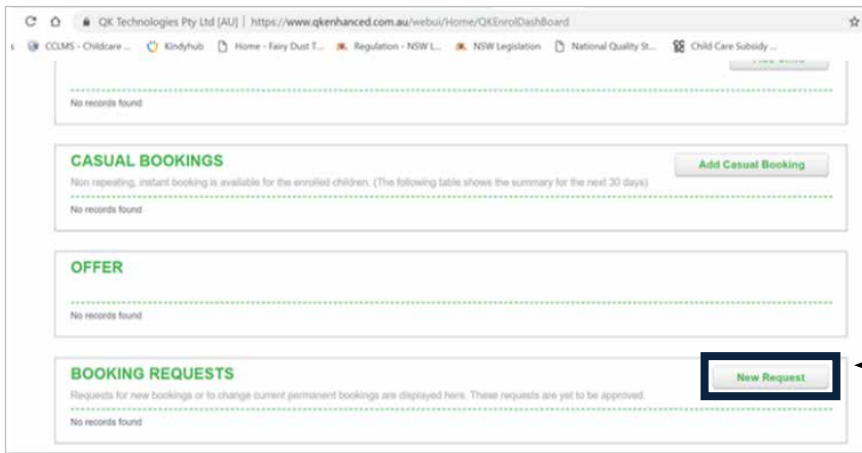 QK Technologies Pty Ltd [AU] | https://www.qkenhanced.com.au/webui/Home/QKEnrolDashBoard
s CCLMS - Childcare ... Kindyhub Home - Fairy Dust T... Regulation - NSW L... NSW Legislation National Quality St... Child Care Subsidy ...
No records found
CASUAL BOOKINGS
Add Casual Booking
Non repeating, instant booking is available for the enrolled children. (The following table shows the summary for the next 30 days)
No records found
OFFER
No records found
BOOKING REQUESTS
New Request
Requests for new bookings or to change current permanent bookings are displayed here. These requests are yet to be approved.
No records found